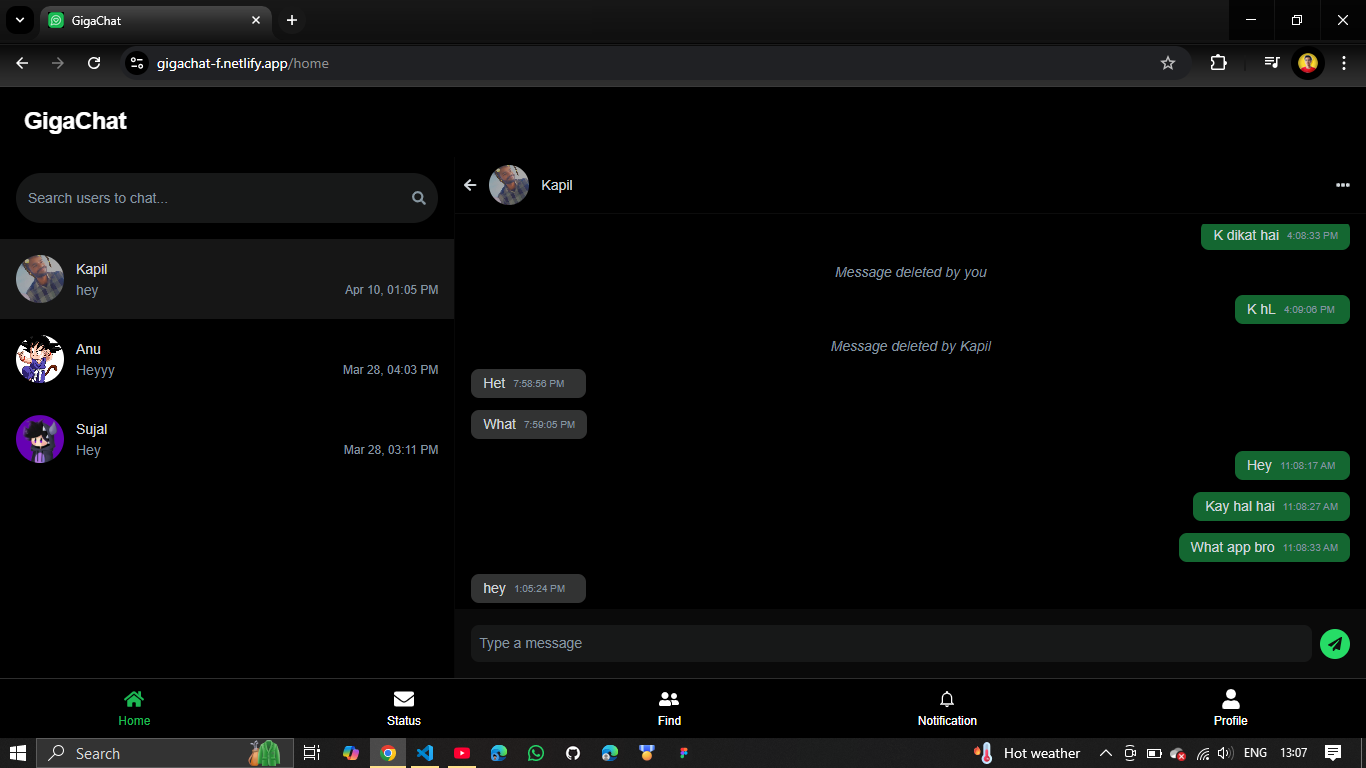 GigaChat
gigachat-f.netlify.app/home
GigaChat
Search users to chat...
Kapil
hey Apr 10, 01:05 PM
Anu
Heyyy Mar 28, 04:03 PM
Sujal
Hey Mar 28, 03:11 PM
Kapil
K dikat hai 4:08:33 PM
Message deleted by you
K hL 4:09:06 PM
Message deleted by Kapil
Het 7:58:56 PM
What 7:59:05 PM
Hey 11:08:17 AM
Kay hal hai 11:08:27 AM
What app bro 11:08:33 AM
hey 1:05:24 PM
Type a message
Home Status Find Notification Profile
Search Hot weather ENG 13:07